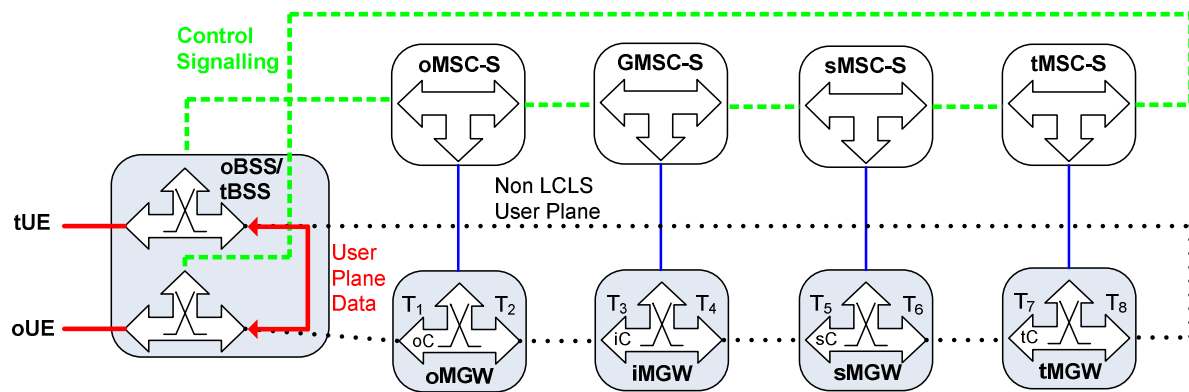 Control
Signalling
oMSC-S
GMSC-S
sMSC-S
tMSC-S
oBSS/
tBSS
Non LCLS
User Plane
tUE
User
Plane
Data
oUE
T1
T2
oC
oMGW
T3
T4
iC
iMGW
T5
T6
sC
sMGW
T7
T8
tC
tMGW